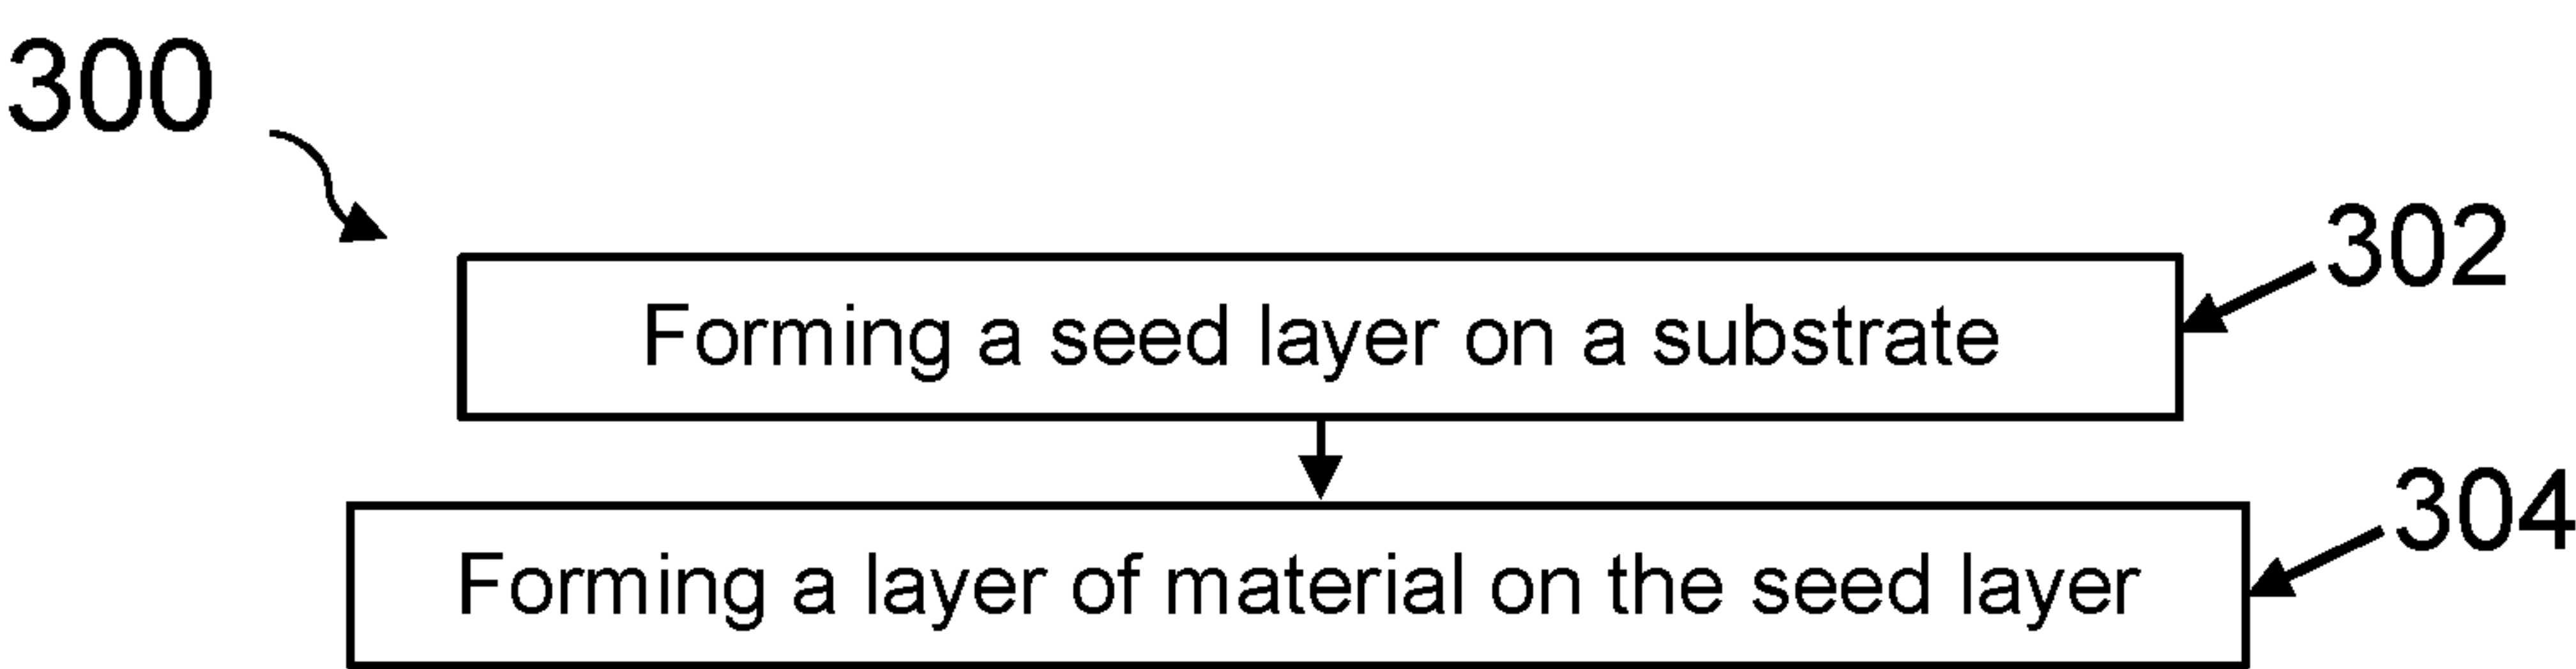 300
302
Forming a seed layer on a substrate
304
Forming a layer of material on the seed layer